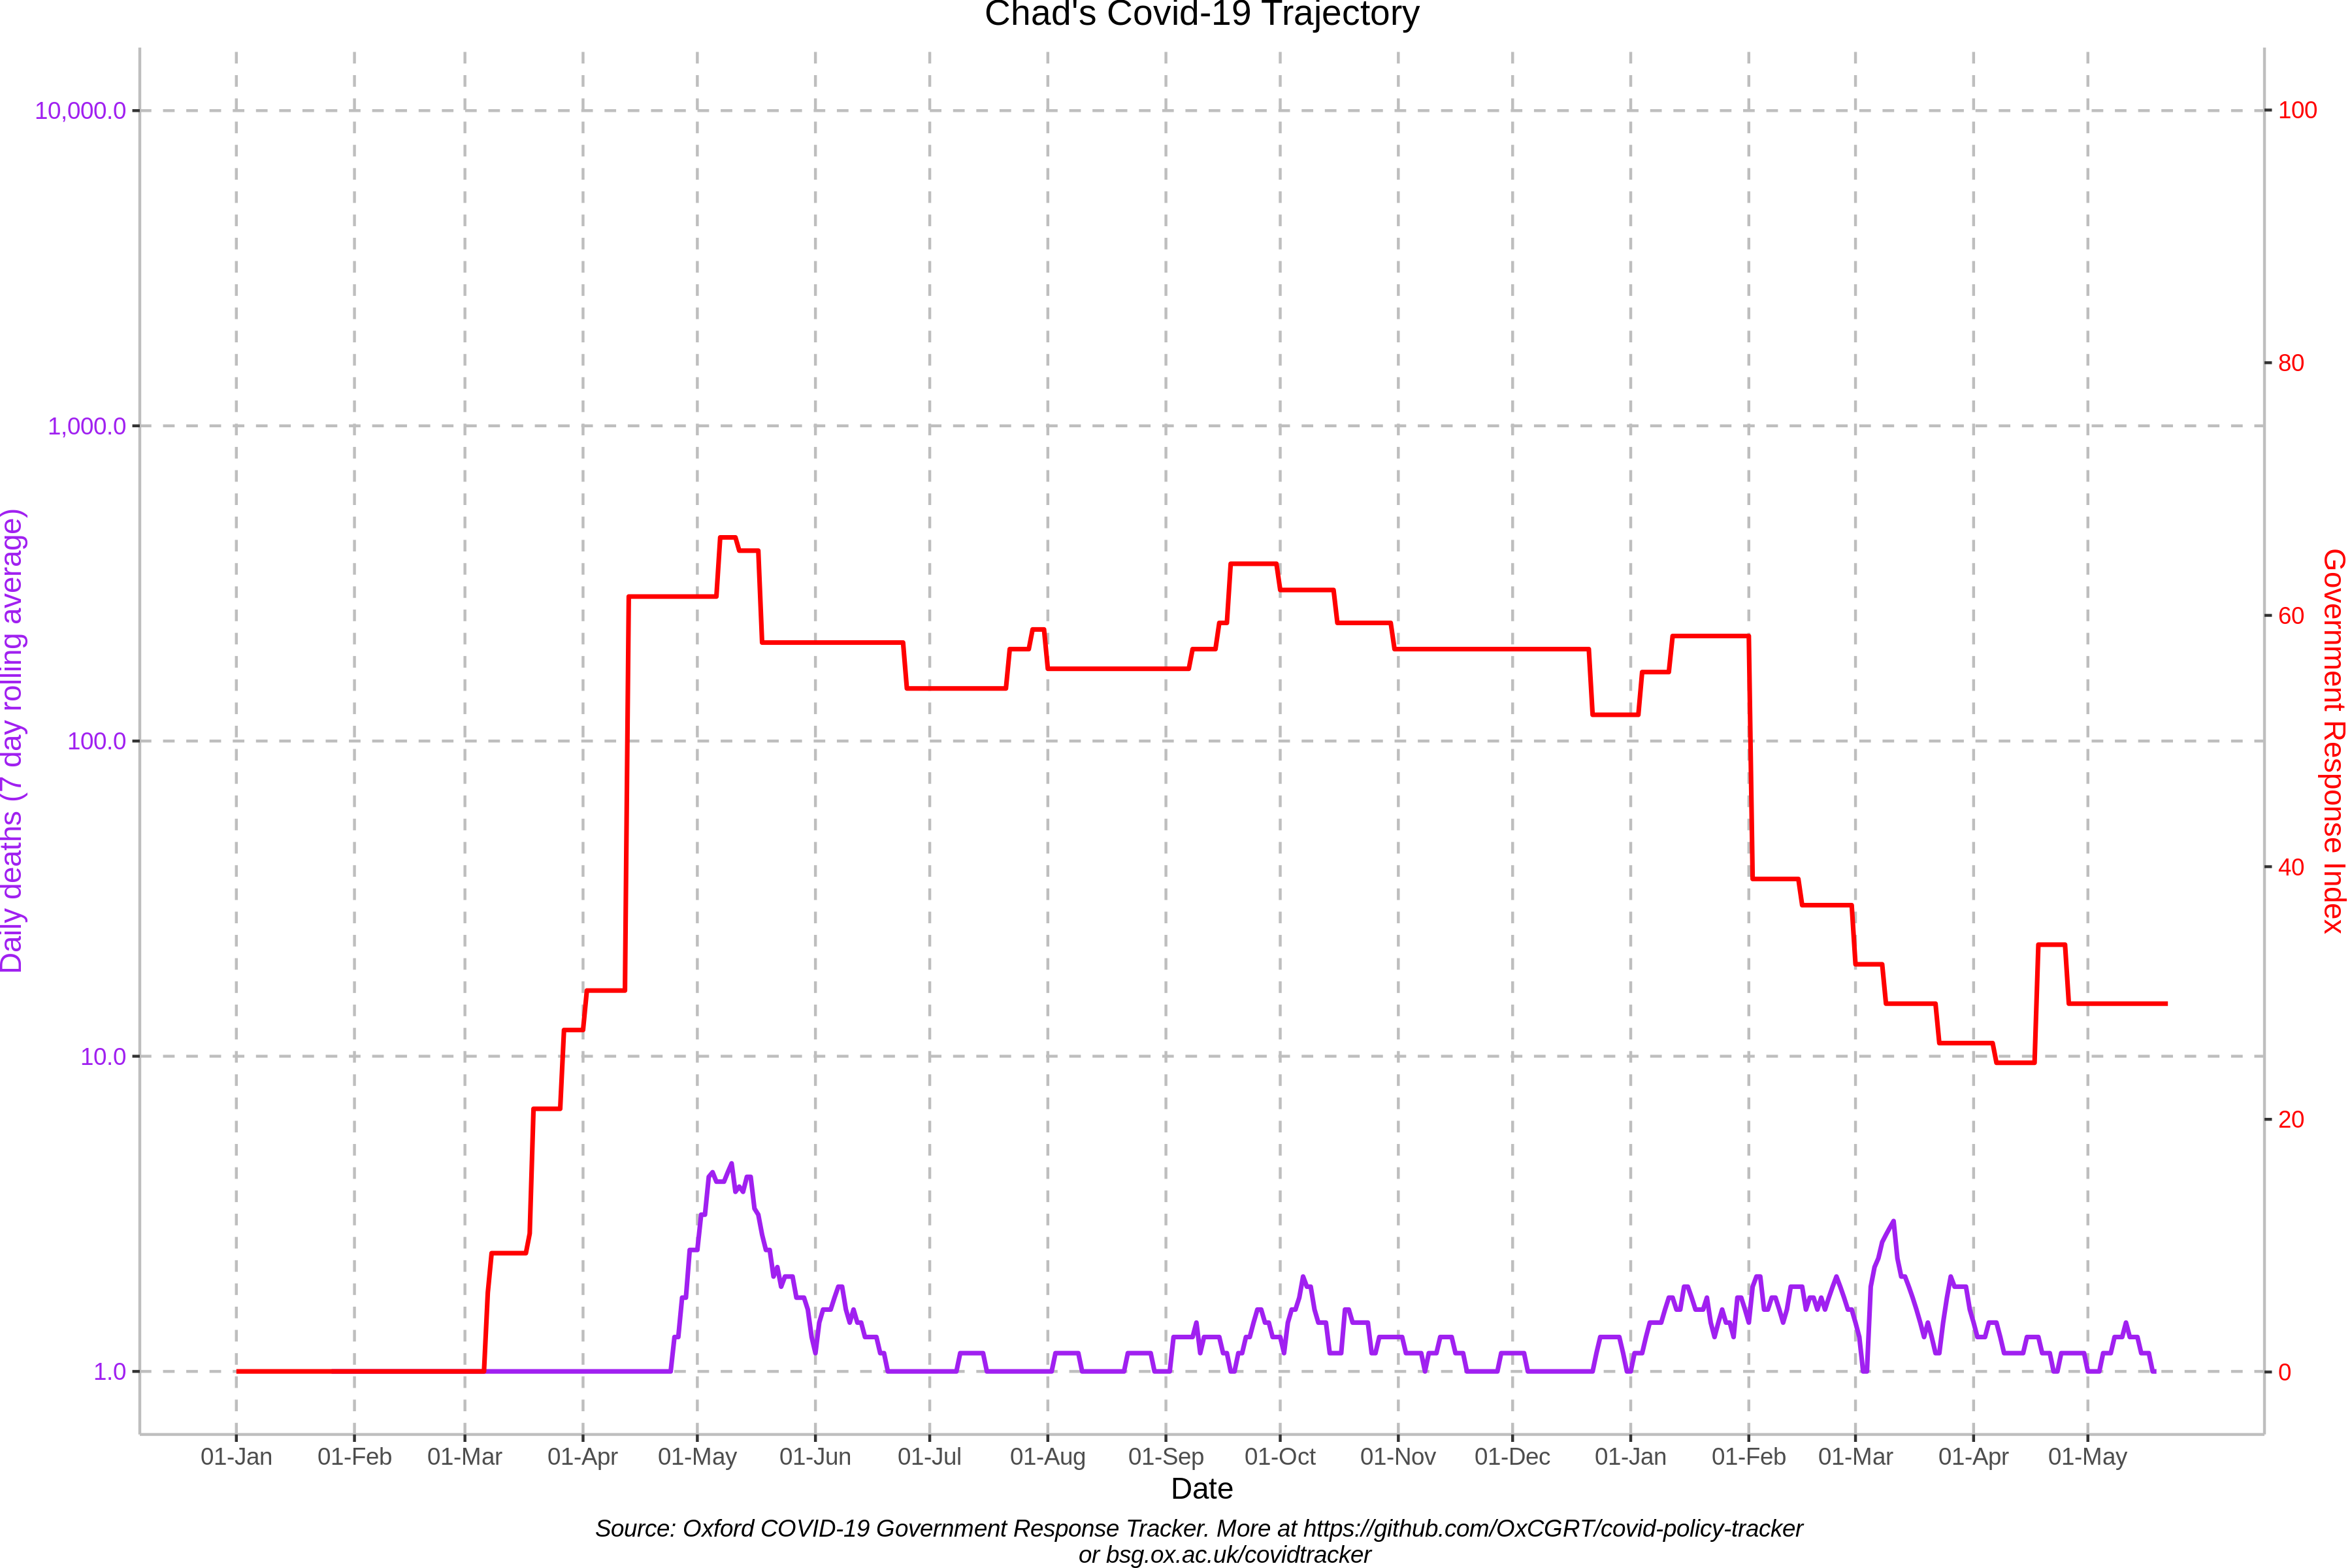 Chad's Covid-19 Trajectory
10,000.0
1,000.0
100.0
10.0
1.0
Daily deaths (7 day rolling average)
100
80
60
40
20
0
Government Response Index
01-Jan 01-Feb 01-Mar 01-Apr 01-May 01-Jun 01-Jul 01-Aug 01-Sep 01-Oct 01-Nov 01-Dec 01-Jan 01-Feb 01-Mar 01-Apr 01-May
Date
Source: Oxford COVID-19 Government Response Tracker. More at https://github.com/OxCGRT/covid-policy-tracker
or bsg.ox.ac.uk/covidtracker